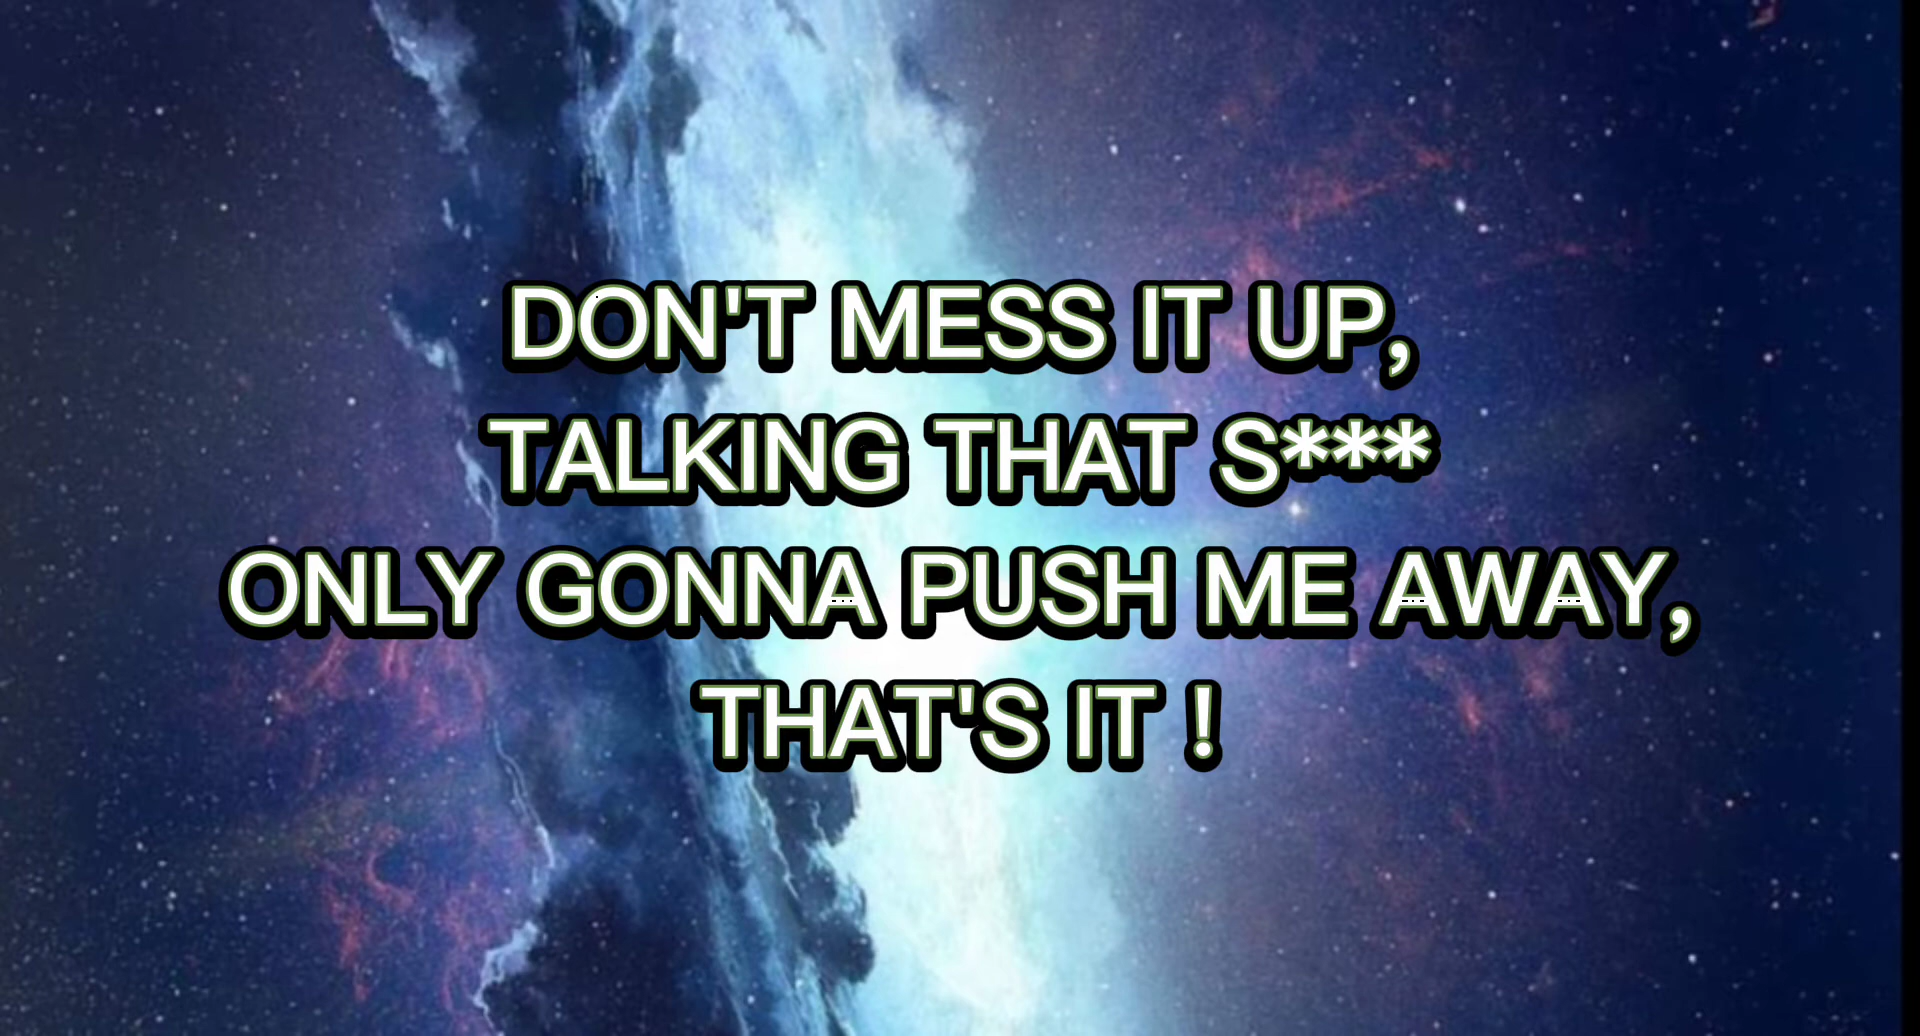 DON'T MESS IT UP,
TALKING THAT S***
ONLY GONNA PUSH ME AWAY,
THAT'S IT !